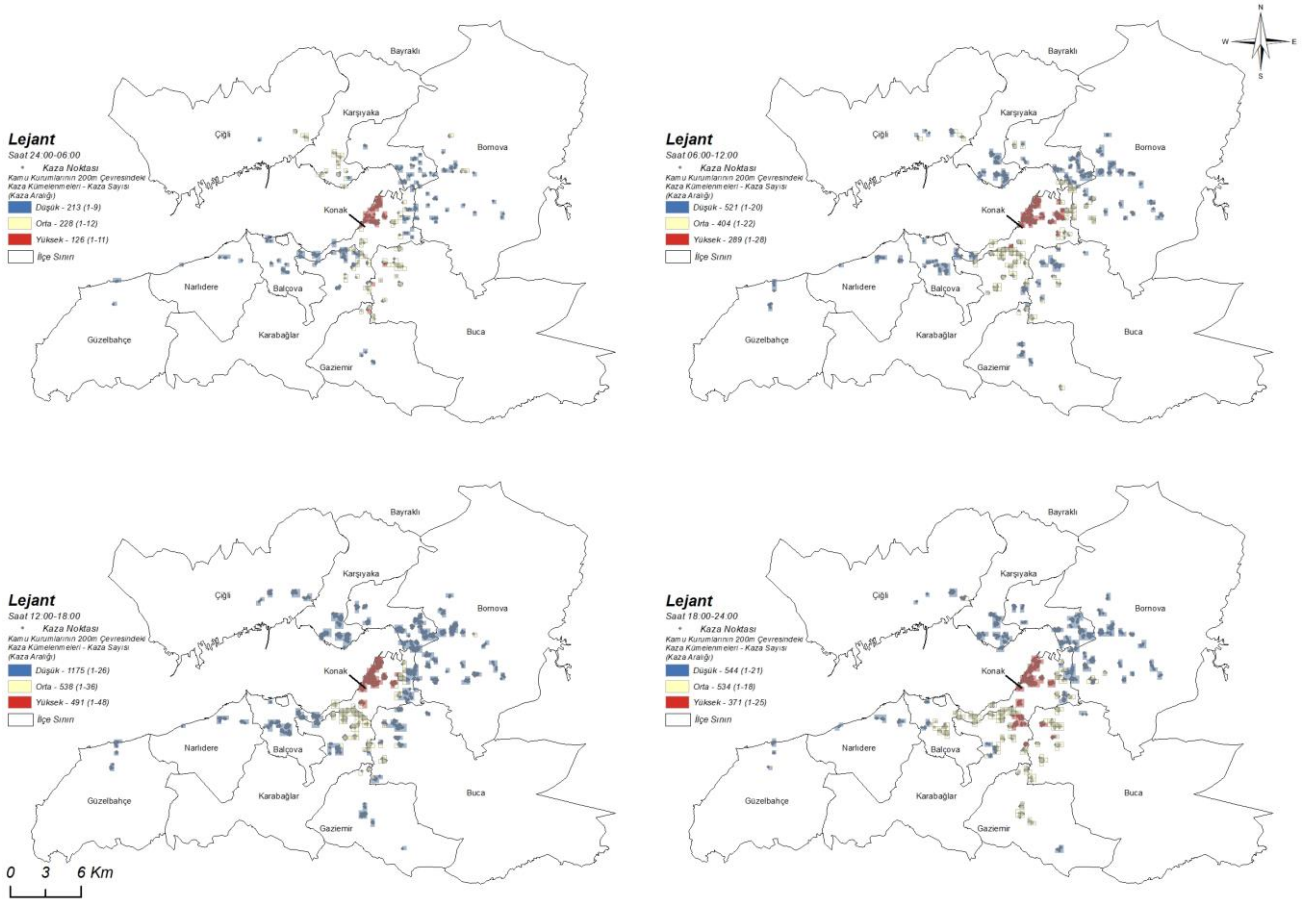 N
W E
S
Bayraklı
Karşıyaka
Çiğli
Bornova
Konak
Narlıdere
Balçova
Güzelbahçe
Karabağlar
Buca
Gaziemir
Lejant
Saat 24:00-06:00
Kaza Noktası
Kamu Kurumlarının 200m Çevresindeki
Kaza Kümelenmeleri - Kaza Sayısı
(Kaza Aralığı)
Düşük - 213 (1-9)
Orta - 228 (1-12)
Yüksek - 126 (1-11)
İlçe Sınırı
Bayraklı
Karşıyaka
Çiğli
Bornova
Konak
Narlıdere
Balçova
Güzelbahçe
Karabağlar
Buca
Gaziemir
Lejant
Saat 06:00-12:00
Kaza Noktası
Kamu Kurumlarının 200m Çevresindeki
Kaza Kümelenmeleri - Kaza Sayısı
(Kaza Aralığı)
Düşük - 521 (1-20)
Orta - 404 (1-22)
Yüksek - 289 (1-28)
İlçe Sınırı
Bayraklı
Karşıyaka
Çiğli
Bornova
Konak
Narlıdere
Balçova
Güzelbahçe
Karabağlar
Buca
Gaziemir
Lejant
Saat 12:00-18:00
Kaza Noktası
Kamu Kurumlarının 200m Çevresindeki
Kaza Kümelenmeleri - Kaza Sayısı
(Kaza Aralığı)
Düşük - 1175 (1-26)
Orta - 538 (1-36)
Yüksek - 491 (1-48)
İlçe Sınırı
0 3 6 Km
Bayraklı
Karşıyaka
Çiğli
Bornova
Konak
Narlıdere
Balçova
Güzelbahçe
Karabağlar
Buca
Gaziemir
Lejant
Saat 18:00-24:00
Kaza Noktası
Kamu Kurumlarının 200m Çevresindeki
Kaza Kümelenmeleri - Kaza Sayısı
(Kaza Aralığı)
Düşük - 544 (1-21)
Orta - 534 (1-18)
Yüksek - 371 (1-25)
İlçe Sınırı